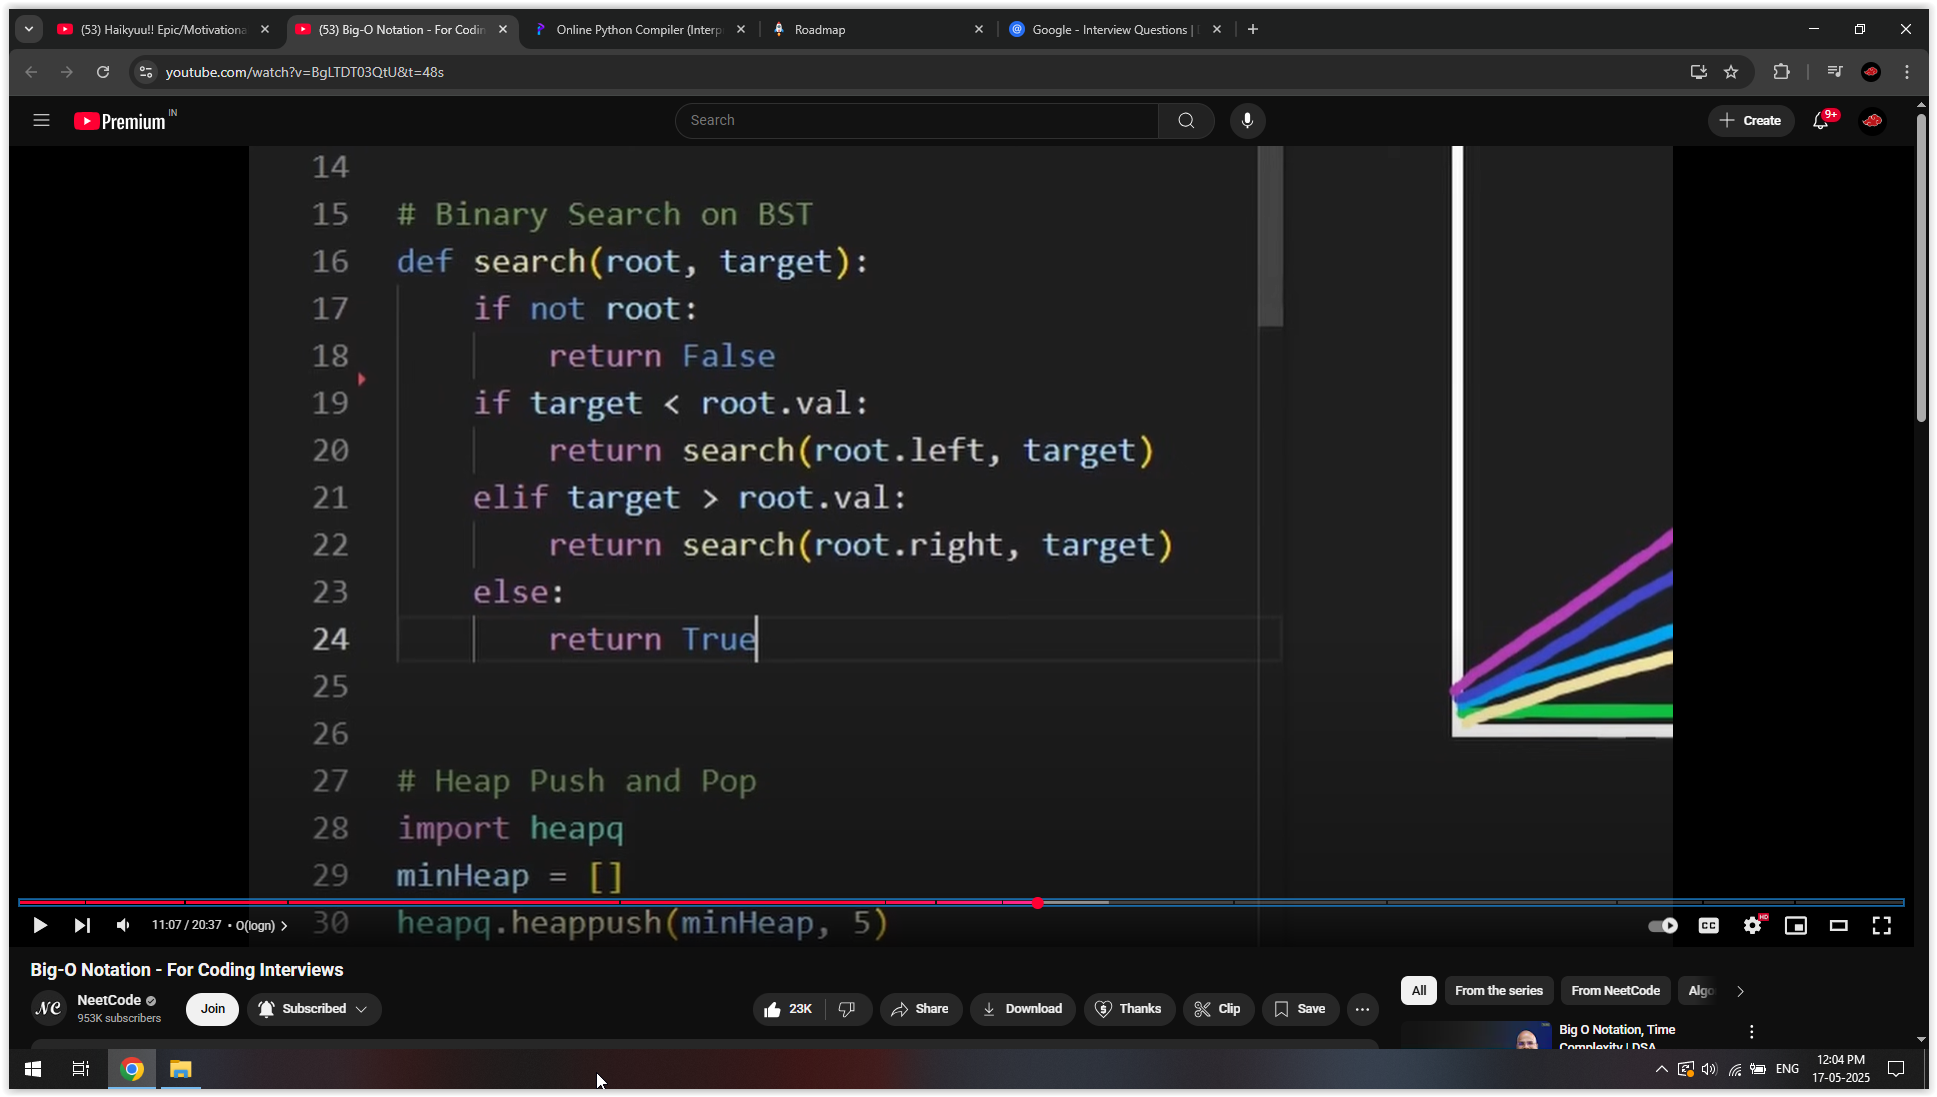 (53) Haikyuu!! Epic/Motivationa
(53) Big-O Notation - For Codin
Online Python Compiler (Interp
Roadmap
Google - Interview Questions |
youtube.com/watch?v=BgLTDT03QtU&t=48s
Premium IN
Search
Create
9+
14
15 # Binary Search on BST
16 def search(root, target):
17 if not root:
18 return False
19 if target < root.val:
20 return search(root.left, target)
21 elif target > root.val:
22 return search(root.right, target)
23 else:
24 return True
25
26
27 # Heap Push and Pop
28 import heapq
29 minHeap = []
30 heapq.heappush(minHeap, 5)
11:07 / 20:37 • O(logn)
CC
HD
Big-O Notation - For Coding Interviews
NC
NeetCode
953K subscribers
Join
Subscribed
23K
Share
Download
Thanks
Clip
Save
All
From the series
From NeetCode
Algo
Big O Notation, Time
Complexity | DSA
ENG
12:04 PM
17-05-2025